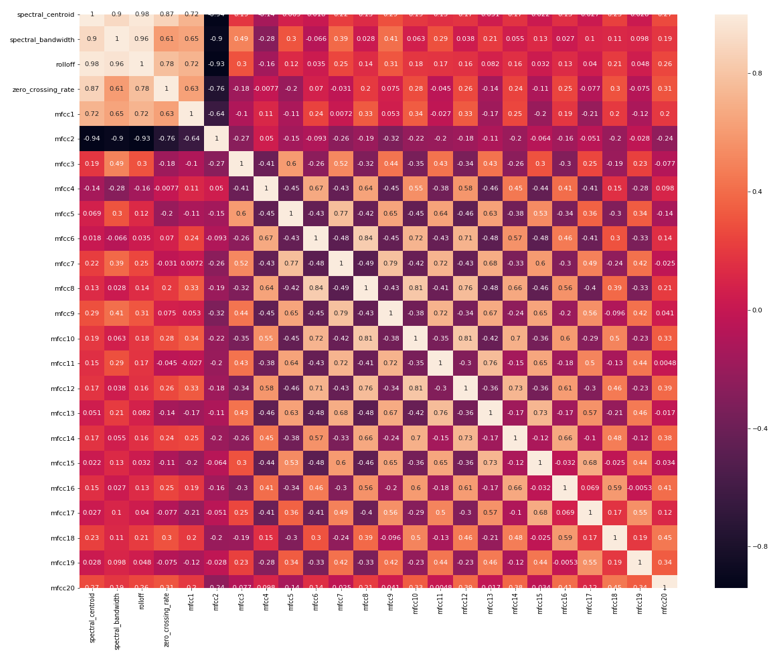 spectral_centroid 1 0.9 0.98 0.87 0.72
spectral_bandwidth 0.9 1 0.96 0.61 0.65 -0.9 0.49 -0.28 0.3 -0.066 0.39 0.028 0.41 0.063 0.29 0.038 0.21 0.055 0.13 0.027 0.1 0.11 0.098 0.19
rolloff 0.98 0.96 1 0.78 0.72 -0.93 0.3 -0.16 0.12 0.035 0.25 0.14 0.31 0.18 0.17 0.16 0.082 0.16 0.032 0.13 0.04 0.21 0.048 0.26
zero_crossing_rate 0.87 0.61 0.78 1 0.63 -0.76 -0.18 -0.0077 -0.2 0.07 -0.031 0.2 0.075 0.28 -0.045 0.26 -0.14 0.24 -0.11 0.25 -0.077 0.3 -0.075 0.31
mfcc1 0.72 0.65 0.72 0.63 1 -0.64 -0.1 0.11 -0.11 0.24 0.0072 0.33 0.053 0.34 -0.027 0.33 -0.17 0.25 -0.2 0.19 -0.21 0.2 -0.12 0.2
mfcc2 -0.94 -0.9 -0.93 -0.76 -0.64 1 -0.27 0.05 -0.15 -0.093 -0.26 -0.19 -0.32 -0.22 -0.2 -0.18 -0.11 -0.2 -0.064 -0.16 -0.051 -0.2 -0.028 -0.24
mfcc3 0.19 0.49 0.3 -0.18 -0.1 -0.27 1 -0.41 0.6 -0.26 0.52 -0.32 0.44 -0.35 0.43 -0.34 0.43 -0.26 0.3 -0.3 0.25 -0.19 0.23 -0.077
mfcc4 -0.14 -0.28 -0.16 -0.0077 0.11 0.05 -0.41 1 -0.45 0.67 -0.43 0.64 -0.45 0.55 -0.38 0.58 -0.46 0.45 -0.44 0.41 -0.41 0.15 -0.28 0.098
mfcc5 0.069 0.3 0.12 -0.2 -0.11 -0.15 0.6 -0.45 1 -0.43 0.77 -0.42 0.65 -0.45 0.64 -0.46 0.63 -0.38 0.53 -0.34 0.36 -0.3 0.34 -0.14
mfcc6 0.018 -0.066 0.035 0.07 0.24 -0.093 -0.26 0.67 -0.43 1 -0.48 0.84 -0.45 0.72 -0.43 0.71 -0.48 0.57 -0.48 0.46 -0.41 0.3 -0.33 0.14
mfcc7 0.22 0.39 0.25 -0.031 0.0072 -0.26 0.52 -0.43 0.77 -0.48 1 -0.49 0.79 -0.42 0.72 -0.43 0.68 -0.33 0.6 -0.3 0.49 -0.24 0.42 -0.025
mfcc8 0.13 0.028 0.14 0.2 0.33 -0.19 -0.32 0.64 -0.42 0.84 -0.49 1 -0.43 0.81 -0.41 0.76 -0.48 0.66 -0.46 0.56 -0.4 0.39 -0.33 0.21
mfcc9 0.29 0.41 0.31 0.075 0.053 -0.32 0.44 -0.45 0.65 -0.45 0.79 -0.43 1 -0.38 0.72 -0.34 0.67 -0.24 0.65 -0.2 0.56 -0.096 0.42 0.041
mfcc10 0.19 0.063 0.18 0.28 0.34 -0.22 -0.35 0.55 -0.45 0.72 -0.42 0.81 -0.38 1 -0.35 0.81 -0.42 0.7 -0.36 0.6 -0.29 0.5 -0.23 0.33
mfcc11 0.15 0.29 0.17 -0.045 -0.027 -0.2 0.43 -0.38 0.64 -0.43 0.72 -0.41 0.72 -0.35 1 -0.3 0.76 -0.15 0.65 -0.18 0.5 -0.13 0.44 0.0048
mfcc12 0.17 0.038 0.16 0.26 0.33 -0.18 -0.34 0.58 -0.46 0.71 -0.43 0.76 -0.34 0.81 -0.3 1 -0.36 0.73 -0.36 0.61 -0.3 0.46 -0.23 0.39
mfcc13 0.051 0.21 0.082 -0.14 -0.17 -0.11 0.43 -0.46 0.63 -0.48 0.68 -0.48 0.67 -0.42 0.76 -0.36 1 -0.17 0.73 -0.17 0.57 -0.21 0.46 -0.017
mfcc14 0.17 0.055 0.16 0.24 0.25 -0.2 -0.26 0.45 -0.38 0.57 -0.33 0.66 -0.24 0.7 -0.15 0.73 -0.17 1 -0.12 0.66 -0.1 0.48 -0.12 0.38
mfcc15 0.022 0.13 0.032 -0.11 -0.2 -0.064 0.3 -0.44 0.53 -0.48 0.6 -0.46 0.65 -0.36 0.65 -0.36 0.73 -0.12 1 -0.032 0.68 -0.025 0.44 -0.034
mfcc16 0.15 0.027 0.13 0.25 0.19 -0.16 -0.3 0.41 -0.34 0.46 -0.3 0.56 -0.2 0.6 -0.18 0.61 -0.17 0.66 -0.032 1 0.069 0.59 -0.0053 0.41
mfcc17 0.027 0.1 0.04 -0.077 -0.21 -0.051 0.25 -0.41 0.36 -0.41 0.49 -0.4 0.56 -0.29 0.5 -0.3 0.57 -0.1 0.68 0.069 1 0.17 0.55 0.12
mfcc18 0.23 0.11 0.21 0.3 0.2 -0.2 -0.19 0.15 -0.3 0.3 -0.24 0.39 -0.096 0.5 -0.13 0.46 -0.21 0.48 -0.025 0.59 0.17 1 0.19 0.45
mfcc19 0.028 0.098 0.048 -0.075 -0.12 -0.028 0.23 -0.28 0.34 -0.33 0.42 -0.33 0.42 -0.23 0.44 -0.23 0.46 -0.12 0.44 -0.0053 0.55 0.19 1 0.34
mfcc20
spectral_centroid spectral_bandwidth rolloff zero_crossing_rate mfcc1 mfcc2 mfcc3 mfcc4 mfcc5 mfcc6 mfcc7 mfcc8 mfcc9 mfcc10 mfcc11 mfcc12 mfcc13 mfcc14 mfcc15 mfcc16 mfcc17 mfcc18 mfcc19 mfcc20
0.8
0.4
0.0
-0.4
-0.8